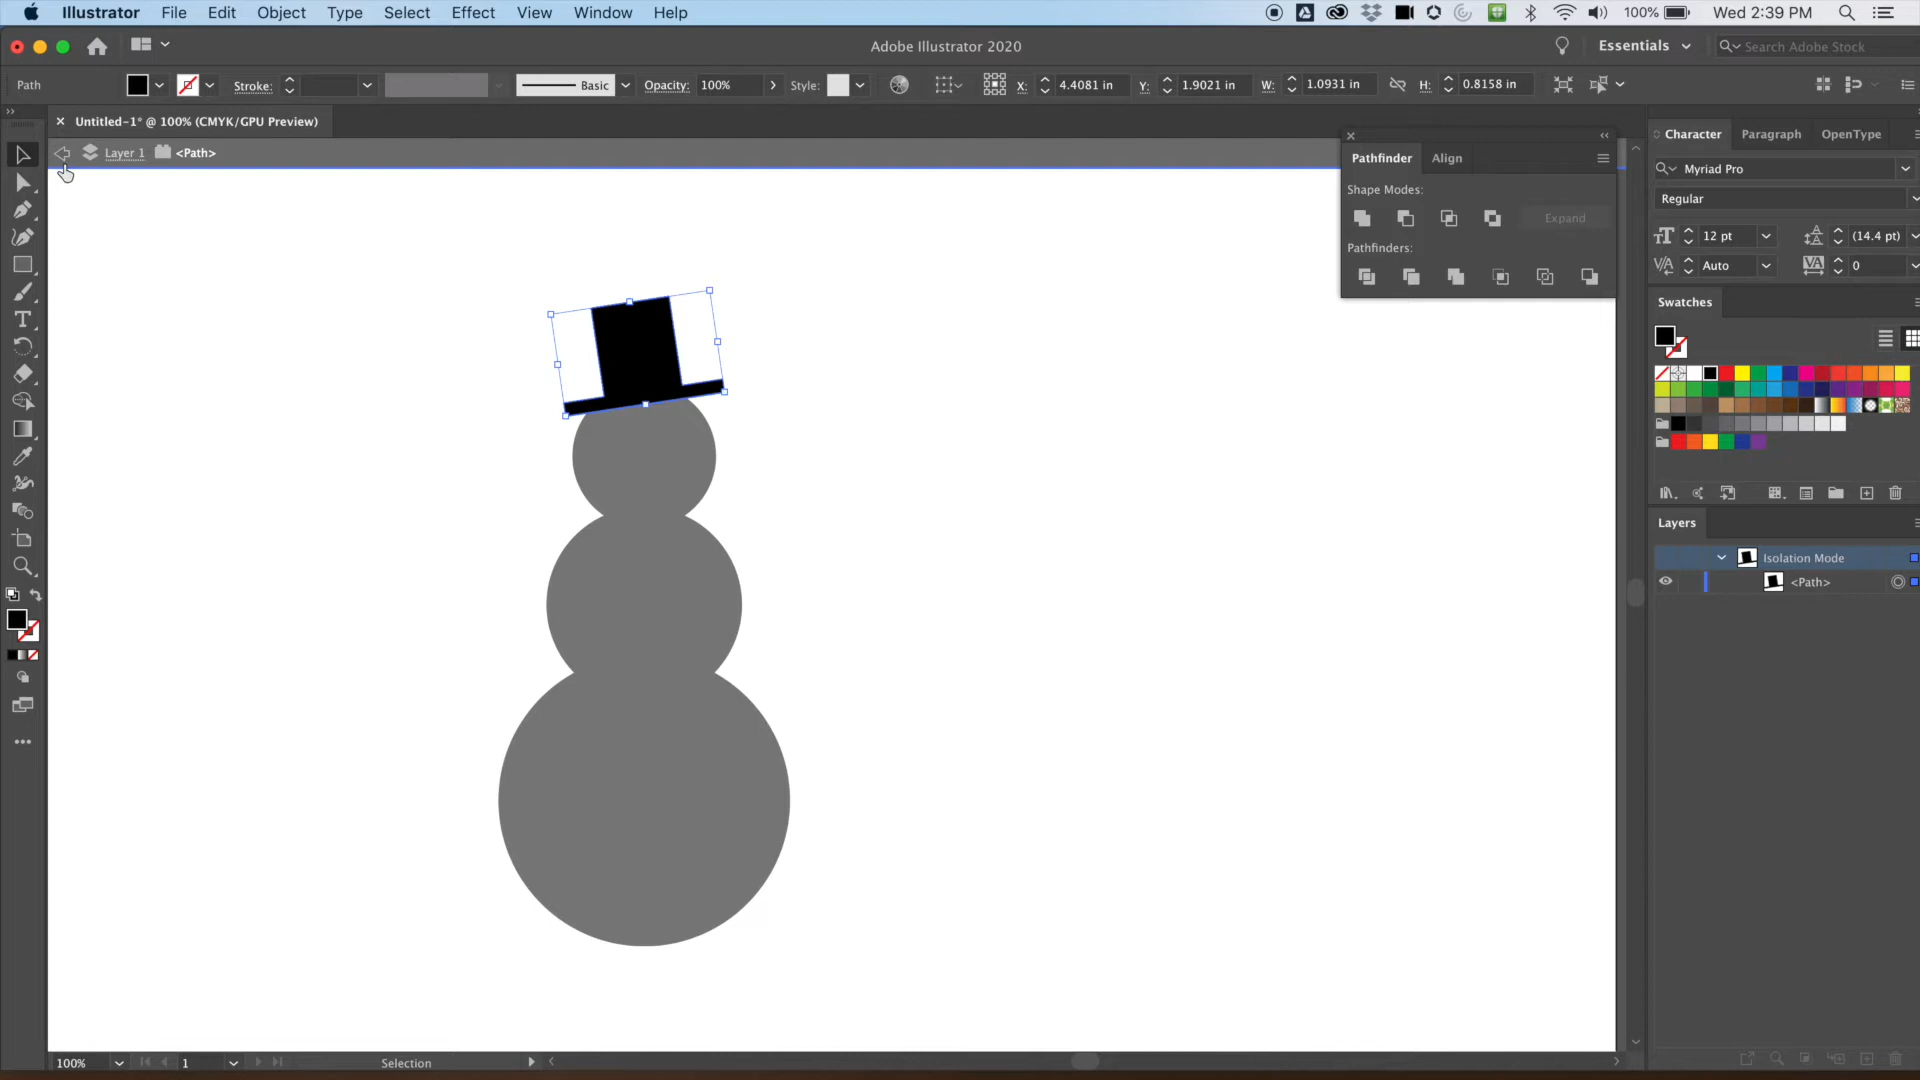 Illustrator File Edit Object Type Select Effect View Window Help 100% Wed 2:39 PM
Adobe Illustrator 2020 Essentials Search Adobe Stock
Path Stroke: Basic Opacity: 100% Style: X: 4.4081 in Y: 1.9021 in W: 1.0931 in H: 0.8158 in
× Untitled-1* @ 100% (CMYK/GPU Preview)
Layer 1 <Path>
Pathfinder Align
Shape Modes:
Expand
Pathfinders:
Character Paragraph OpenType
Myriad Pro
Regular
12 pt (14.4 pt)
Auto 0
Swatches
Layers
Isolation Mode
<Path>
100% 1 Selection